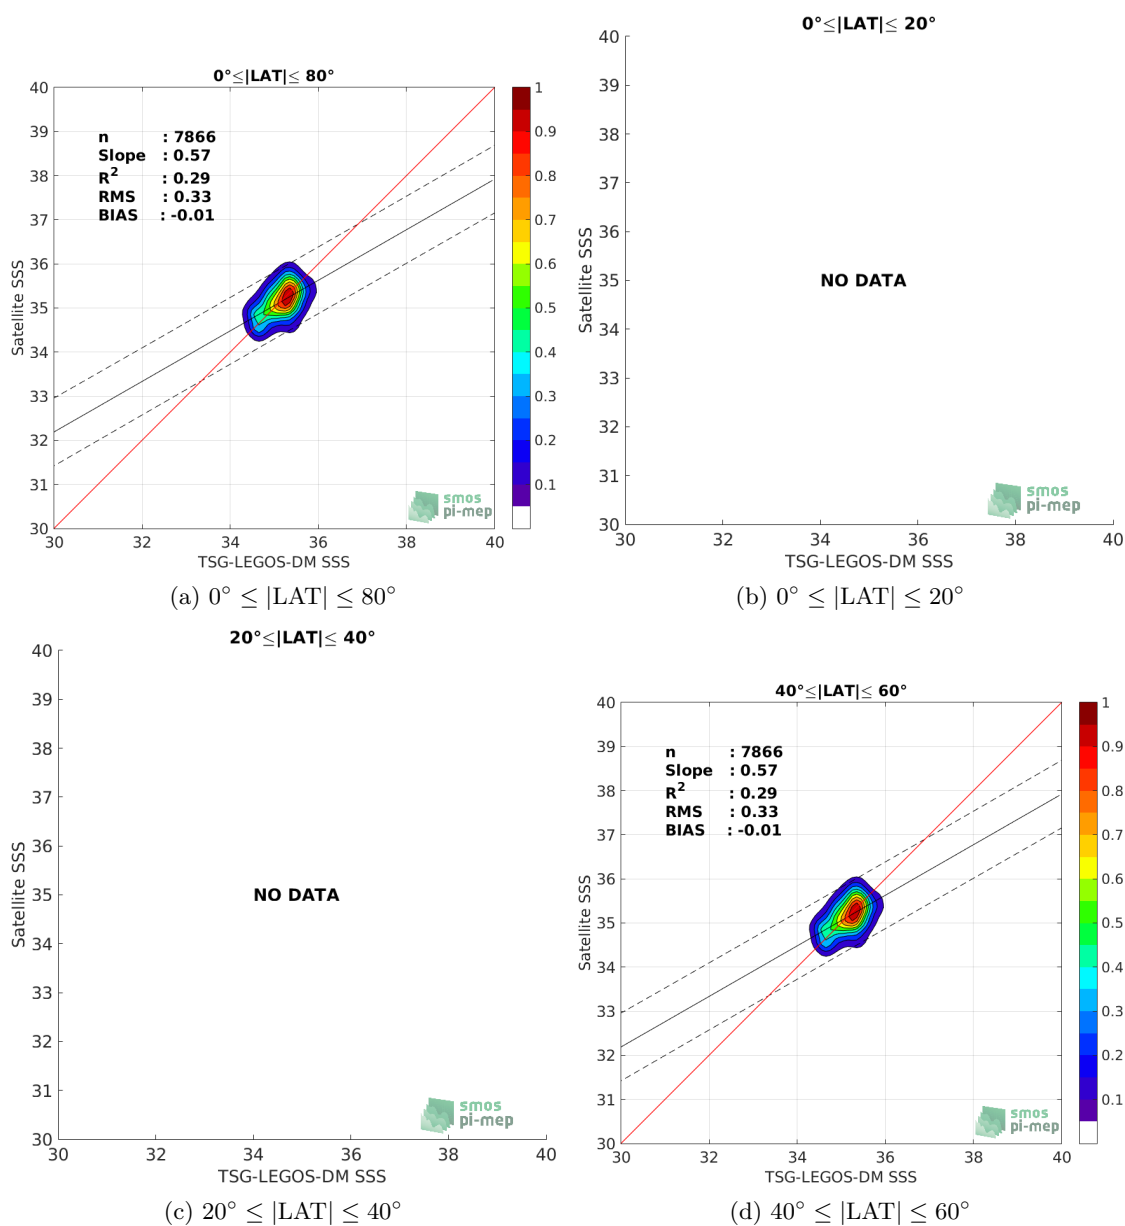 0°≤|LAT|≤ 80°
40
39
38
37
36
35
34
33
32
31
30
Satellite SSS
n : 7866
Slope : 0.57
R² : 0.29
RMS : 0.33
BIAS : -0.01
smos
pi-mep
30 32 34 36 38 40
TSG-LEGOS-DM SSS
1
0.9
0.8
0.7
0.6
0.5
0.4
0.3
0.2
0.1
(a) 0° ≤ |LAT| ≤ 80°
0°≤|LAT|≤ 20°
40
39
38
37
36
35
34
33
32
31
30
Satellite SSS
NO DATA
smos
pi-mep
30 32 34 36 38 40
TSG-LEGOS-DM SSS
(b) 0° ≤ |LAT| ≤ 20°
20°≤|LAT|≤ 40°
40
39
38
37
36
35
34
33
32
31
30
Satellite SSS
NO DATA
smos
pi-mep
30 32 34 36 38 40
TSG-LEGOS-DM SSS
(c) 20° ≤ |LAT| ≤ 40°
40°≤|LAT|≤ 60°
40
39
38
37
36
35
34
33
32
31
30
Satellite SSS
n : 7866
Slope : 0.57
R² : 0.29
RMS : 0.33
BIAS : -0.01
smos
pi-mep
30 32 34 36 38 40
TSG-LEGOS-DM SSS
1
0.9
0.8
0.7
0.6
0.5
0.4
0.3
0.2
0.1
(d) 40° ≤ |LAT| ≤ 60°